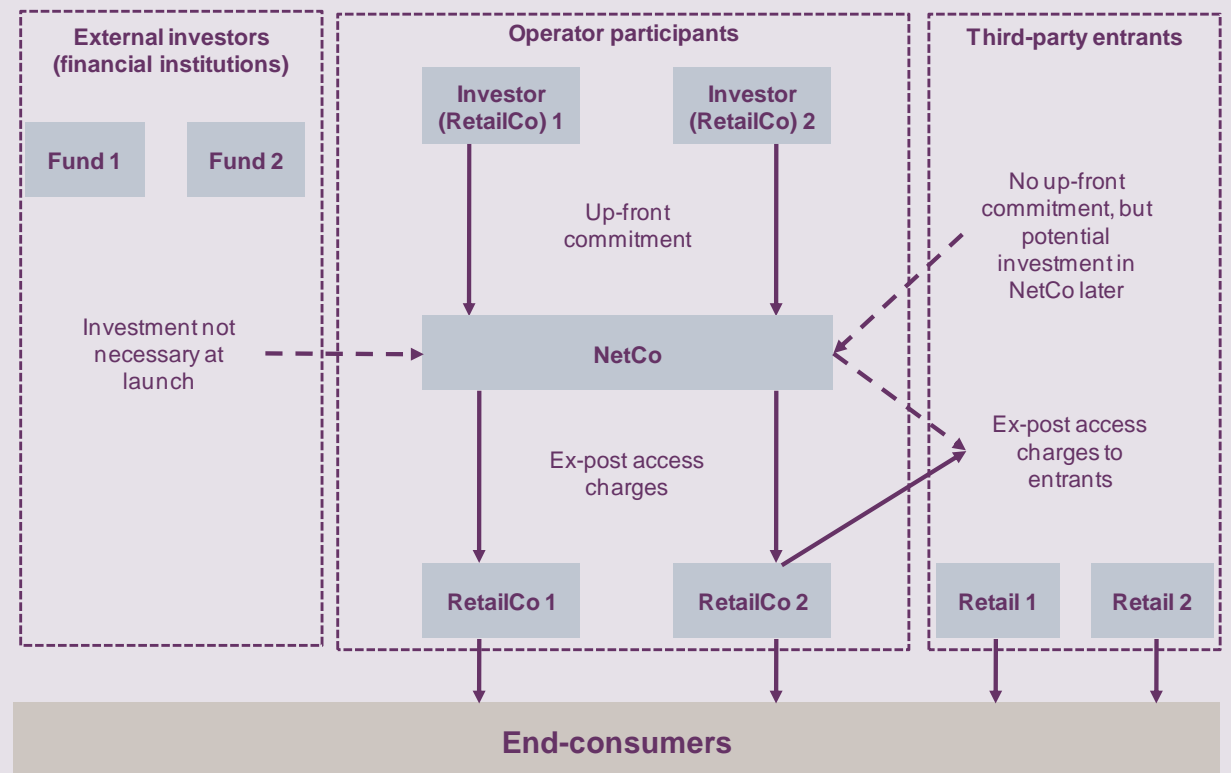 External investors
(financial institutions)
Fund 1
Fund 2
Investment not
necessary at
launch
Operator participants
Investor
(RetailCo) 1
Investor
(RetailCo) 2
Up-front
commitment
NetCo
Ex-post access
charges
RetailCo 1
RetailCo 2
Third-party entrants
No up-front
commitment, but
potential
investment in
NetCo later
Ex-post access
charges to
entrants
Retail 1
Retail 2
End-consumers